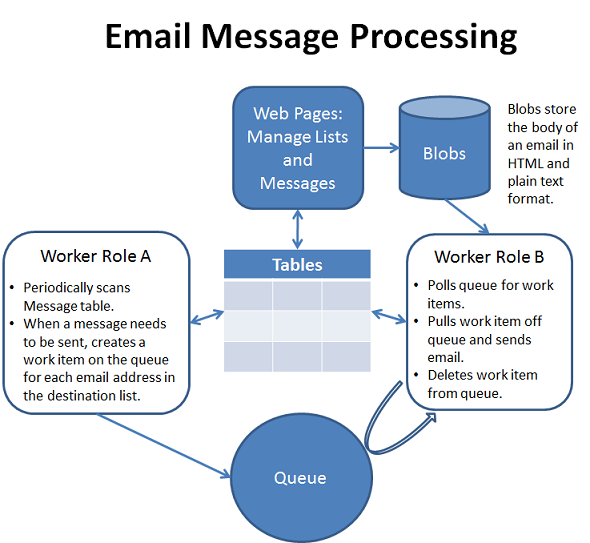 Email Message Processing
Web Pages:
Manage Lists
and
Messages
Blobs
Blobs store
the body of
an email in
HTML and
plain text
format.
Worker Role A
• Periodically scans
Message table.
• When a message needs
to be sent, creates a
work item on the queue
for each email address in
the destination list.
Tables
Worker Role B
• Polls queue for work
items.
• Pulls work item off
queue and sends
email.
• Deletes work item
from queue.
Queue